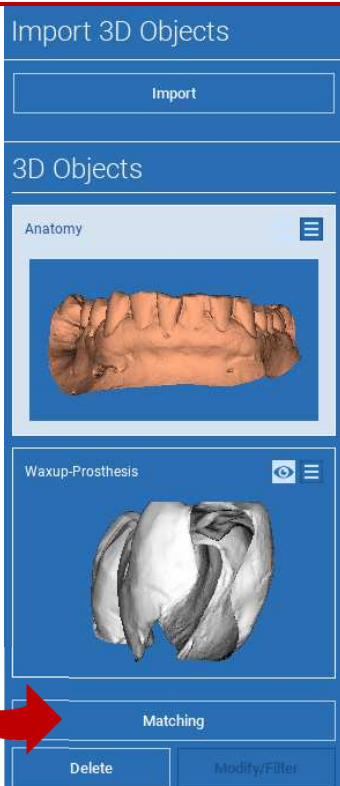 Import 3D Objects
Import
3D Objects
Anatomy
Waxup-Prosthesis
Matching
Delete
Modify/Filter